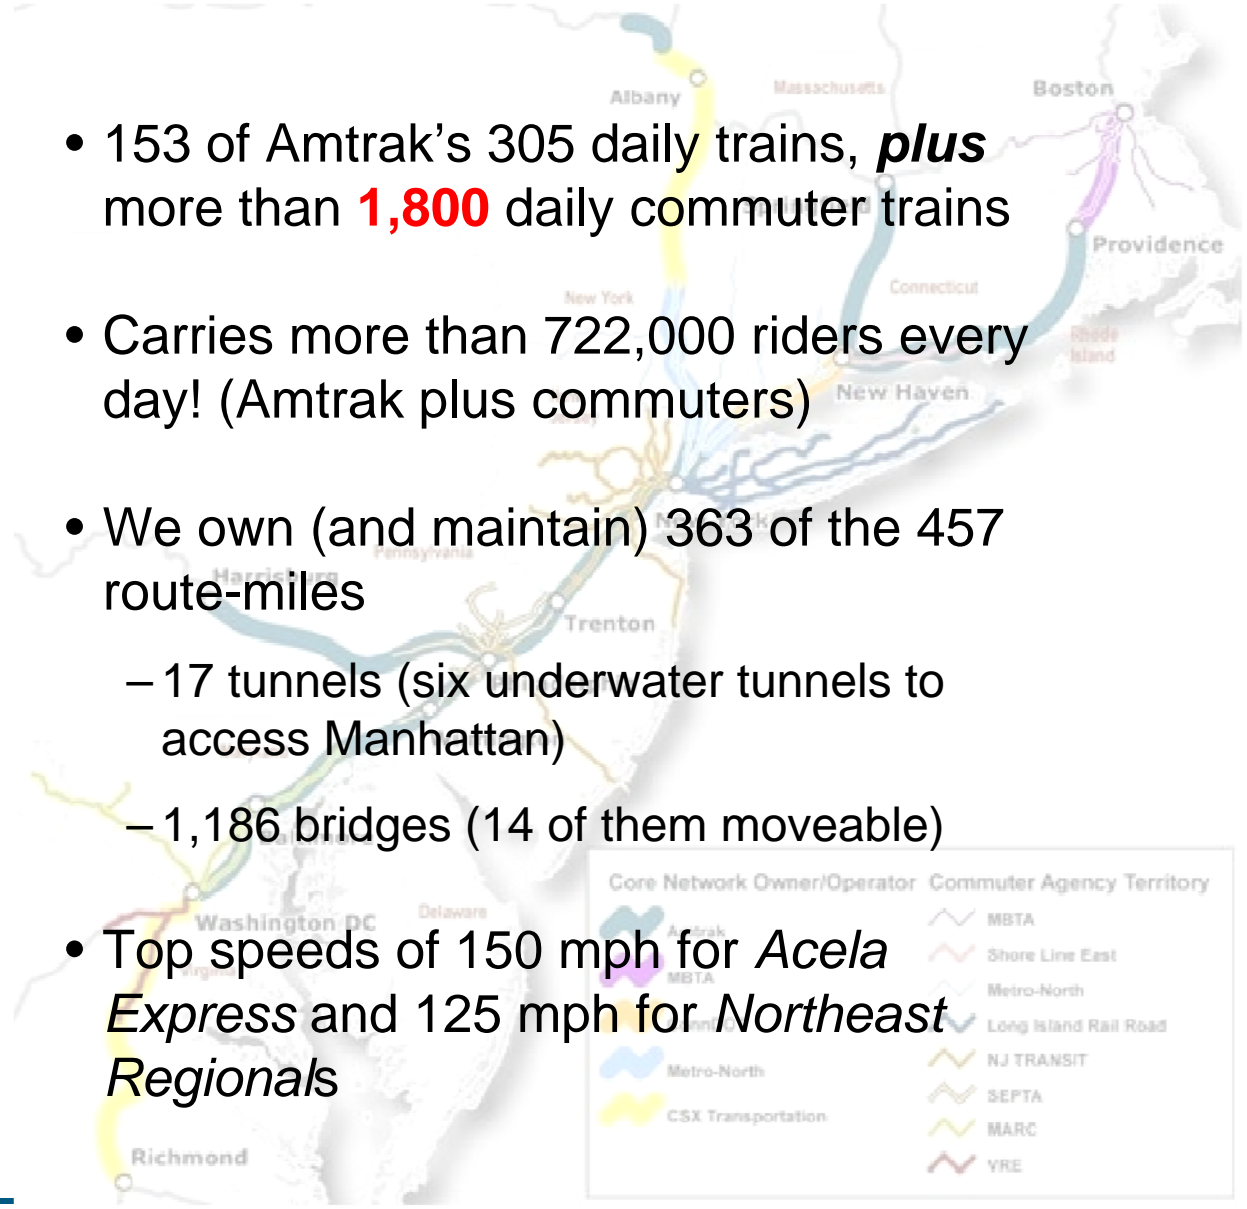 Albany
Massachusetts
Boston
• 153 of Amtrak’s 305 daily trains, plus
more than 1,800 daily commuter trains
Providence
Connecticut
New York
• Carries more than 722,000 riders every
Rhode
Island
day! (Amtrak plus commuters)
New Haven
• We own (and maintain) 363 of the 457
Pennsylvania
Harrisburg
route-miles
Trenton
– 17 tunnels (six underwater tunnels to
access Manhattan)
– 1,186 bridges (14 of them moveable)
Baltimore
Core Network Owner/Operator Commuter Agency Territory
Washington DC
Delaware
Amtrak
MBTA
• Top speeds of 150 mph for Acela
Shore Line East
MBTA
Virginia
Metro-North
Express and 125 mph for Northeast
Long Island Rail Road
Regionals
Metro-North
NJ TRANSIT
SEPTA
CSX Transportation
MARC
Richmond
VRE